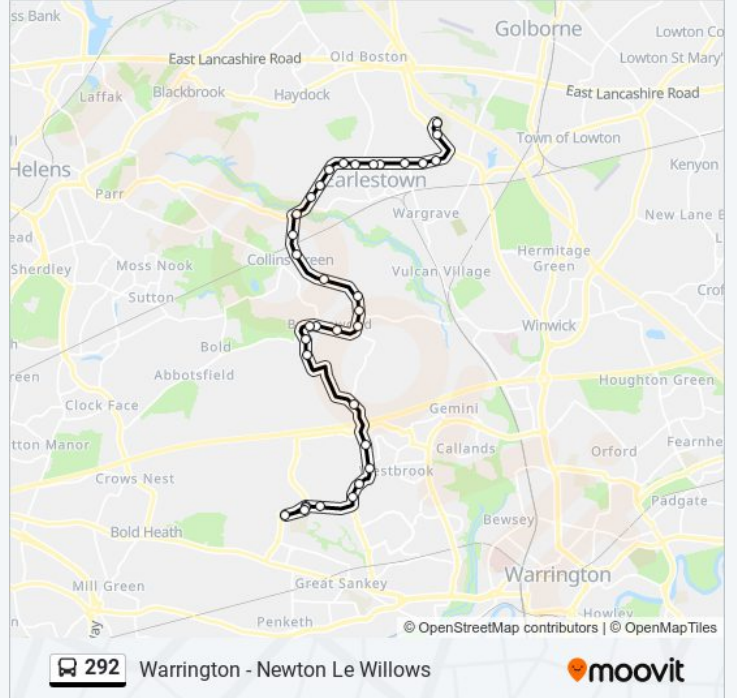 ss Bank
Golborne
Lowton Co
East Lancashire Road
Old Boston
Lowton St Mary'
Laffak
Blackbrook
Haydock
East Lancashire Road
Town of Lowton
Helens
Earlestown
Kenyon
Parr
Wargrave
New Lane E
Sherdley
Moss Nook
Collins Green
Hermitage
Green
Vulcan Village
Sutton
Crof
Winwick
Bold
Abbotsfield
Houghton Green
Clock Face
Gemini
tton Manor
Callands
Orford
Fearnhe
estbrook
Crows Nest
Padgate
Bewsey
Bold Heath
Warrington
Mill Green
Great Sankey
Howley
Penketh
© OpenStreetMap contributors | © OpenMapTiles
292 Warrington - Newton Le Willows
moovit